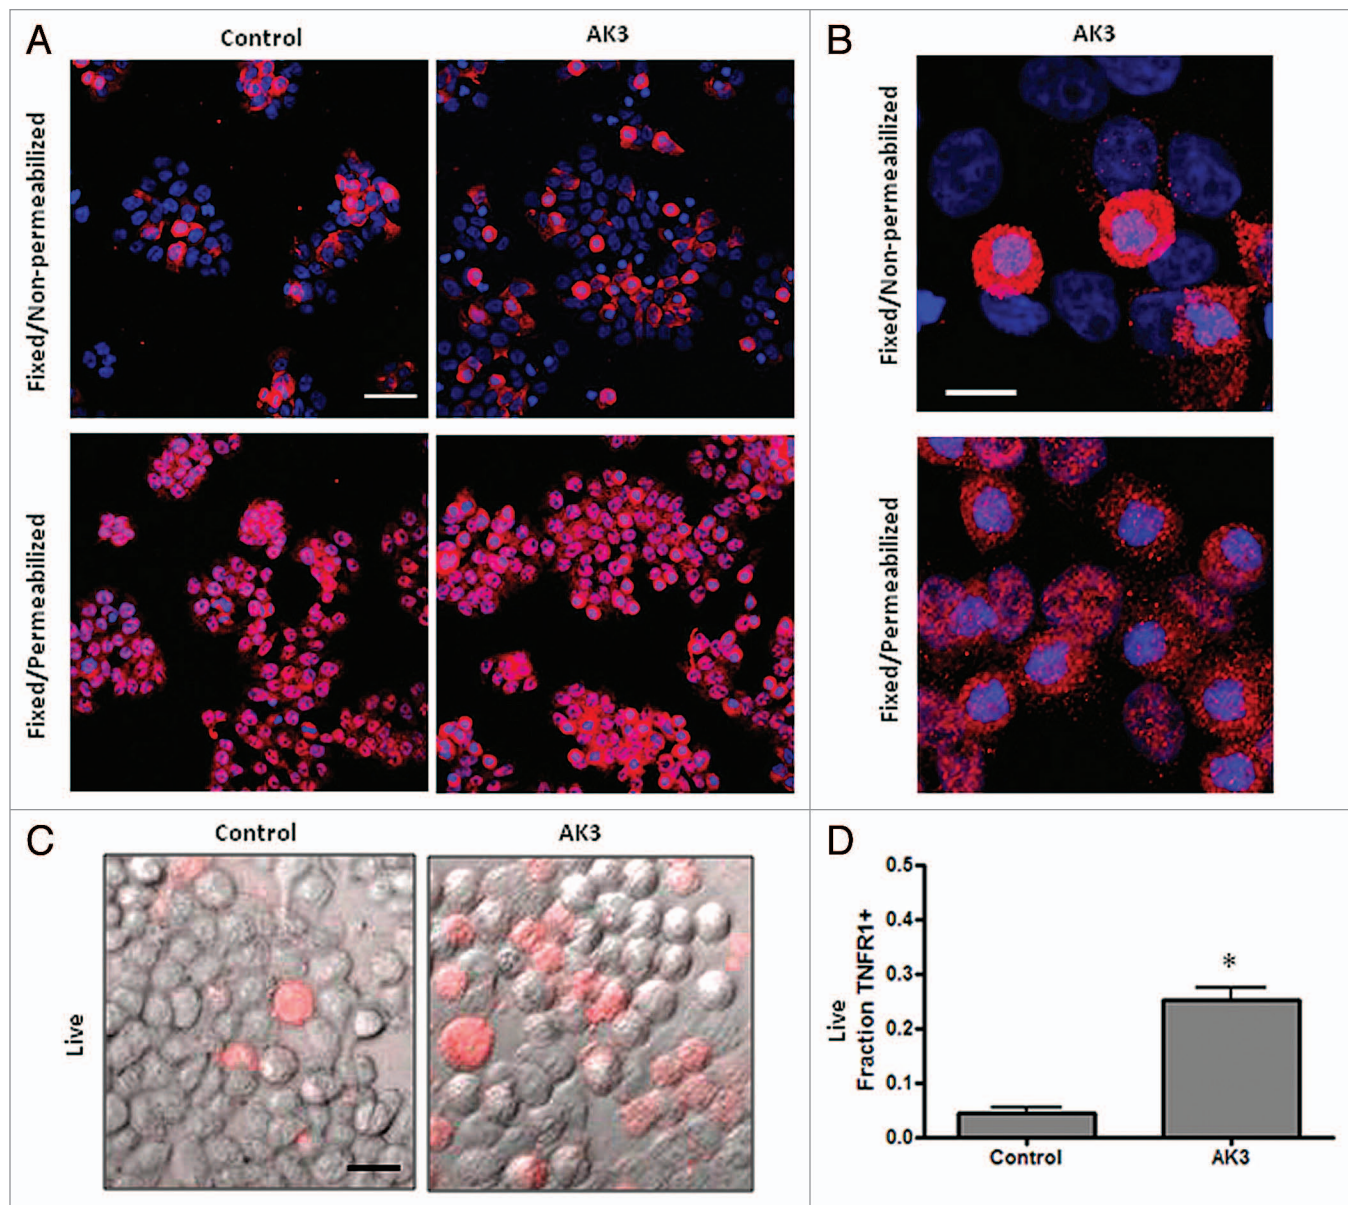 A
Control
AK3
Fixed/Non-permeabilized
Fixed/Permeabilized
B
AK3
Fixed/Non-permeabilized
Fixed/Permeabilized
C
Control
AK3
Live
D
Live
Fraction TNFR1+
0.5
0.4
0.3
0.2
0.1
0.0
*
Control
AK3